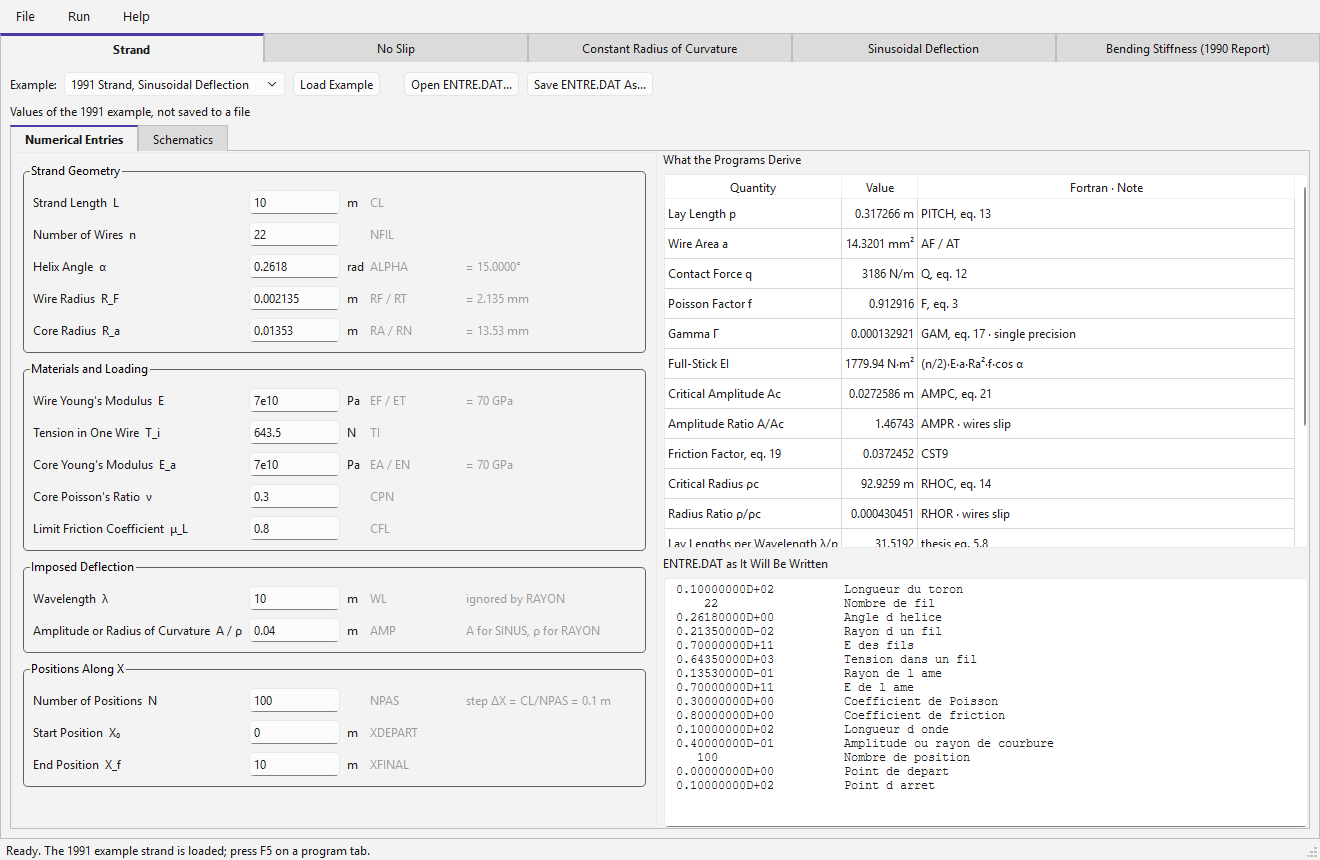 File Run Help
Strand No Slip Constant Radius of Curvature Sinusoidal Deflection Bending Stiffness (1990 Report)
Example: 1991 Strand, Sinusoidal Deflection Load Example Open ENTRE.DAT... Save ENTRE.DAT As...
Values of the 1991 example, not saved to a file
Numerical Entries Schematics
Strand Geometry
Strand Length L 10 m CL
Number of Wires n 22 NFIL
Helix Angle α 0.2618 rad ALPHA = 15.0000°
Wire Radius R_F 0.002135 m RF / RT = 2.135 mm
Core Radius R_a 0.01353 m RA / RN = 13.53 mm
Materials and Loading
Wire Young's Modulus E 7e10 Pa EF / ET = 70 GPa
Tension in One Wire T_i 643.5 N TI
Core Young's Modulus E_a 7e10 Pa EA / EN = 70 GPa
Core Poisson's Ratio ν 0.3 CPN
Limit Friction Coefficient μ_L 0.8 CFL
Imposed Deflection
Wavelength λ 10 m WL ignored by RAYON
Amplitude or Radius of Curvature A / ρ 0.04 m AMP A for SINUS, ρ for RAYON
Positions Along X
Number of Positions N 100 NPAS step ΔX = CL/NPAS = 0.1 m
Start Position X₀ 0 m XDEPART
End Position X_f 10 m XFINAL
What the Programs Derive
Quantity Value Fortran · Note
Lay Length p 0.317266 m PITCH, eq. 13
Wire Area a 14.3201 mm² AF / AT
Contact Force q 3186 N/m Q, eq. 12
Poisson Factor f 0.912916 F, eq. 3
Gamma Γ 0.000132921 GAM, eq. 17 · single precision
Full-Stick EI 1779.94 N·m² (n/2)·E·a·Ra²·f·cos α
Critical Amplitude Ac 0.0272586 m AMPC, eq. 21
Amplitude Ratio A/Ac 1.46743 AMPR · wires slip
Friction Factor, eq. 19 0.0372452 CST9
Critical Radius ρc 92.9259 m RHOC, eq. 14
Radius Ratio ρ/ρc 0.000430451 RHOR · wires slip
Lay Lengths per Wavelength λ/p 31.5192 thesis eq. 5.8
ENTRE.DAT as It Will Be Written
0.10000000D+02 Longueur du toron
22 Nombre de fil
0.26180000D+00 Angle d helice
0.21350000D-02 Rayon d un fil
0.70000000D+11 E des fils
0.64350000D+03 Tension dans un fil
0.13530000D-01 Rayon de l ame
0.70000000D+11 E de l ame
0.30000000D+00 Coefficient de Poisson
0.80000000D+00 Coefficient de friction
0.10000000D+02 Longueur d onde
0.40000000D-01 Amplitude ou rayon de courbure
100 Nombre de position
0.00000000D+00 Point de depart
0.10000000D+02 Point d arret
Ready. The 1991 example strand is loaded; press F5 on a program tab.